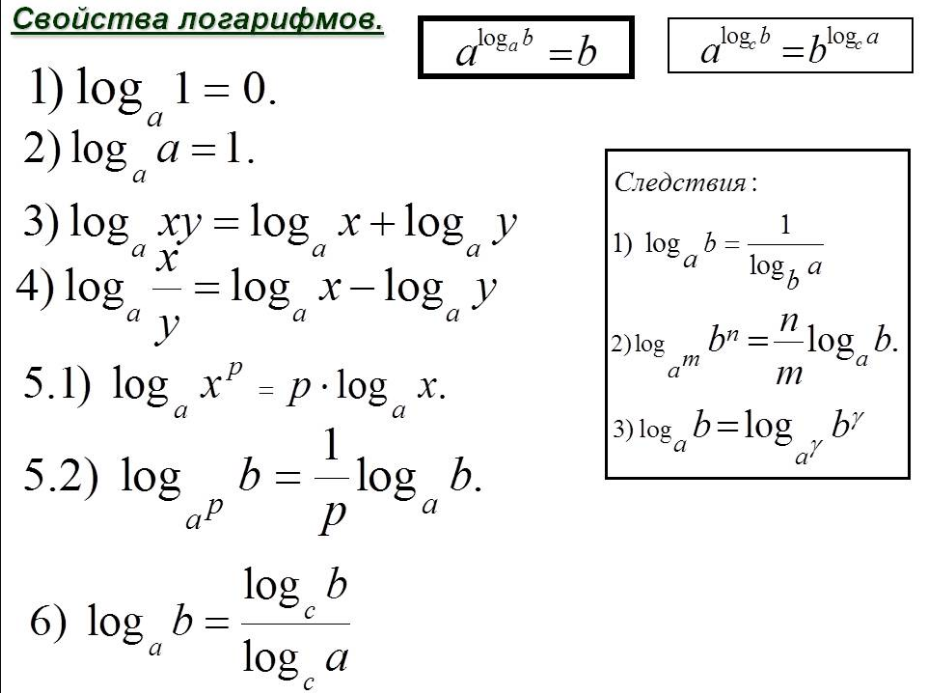 Свойства логарифмов.
a^{log_a b} = b
a^{log_c b} = b^{log_c a}
1) log_a 1 = 0.
2) log_a a = 1.
3) log_a xy = log_a x + log_a y
4) log_a x/y = log_a x − log_a y
5.1) log_a x^p = p · log_a x.
5.2) log_{a^p} b = 1/p log_a b.
6) log_a b = log_c b / log_c a
Следствия:
1) log_a b = 1 / log_b a
2) log_{a^m} b^n = n/m log_a b.
3) log_a b = log_{a^γ} b^γ